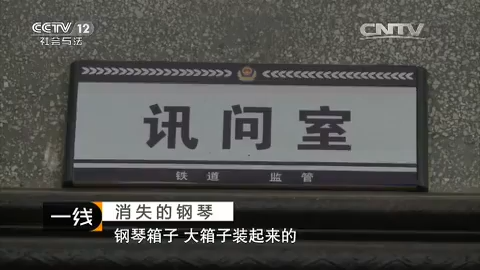 CCTV 12
社会与法
CNTV
讯问室
铁道 监管
一线
消失的钢琴
钢琴箱子 大箱子装起来的